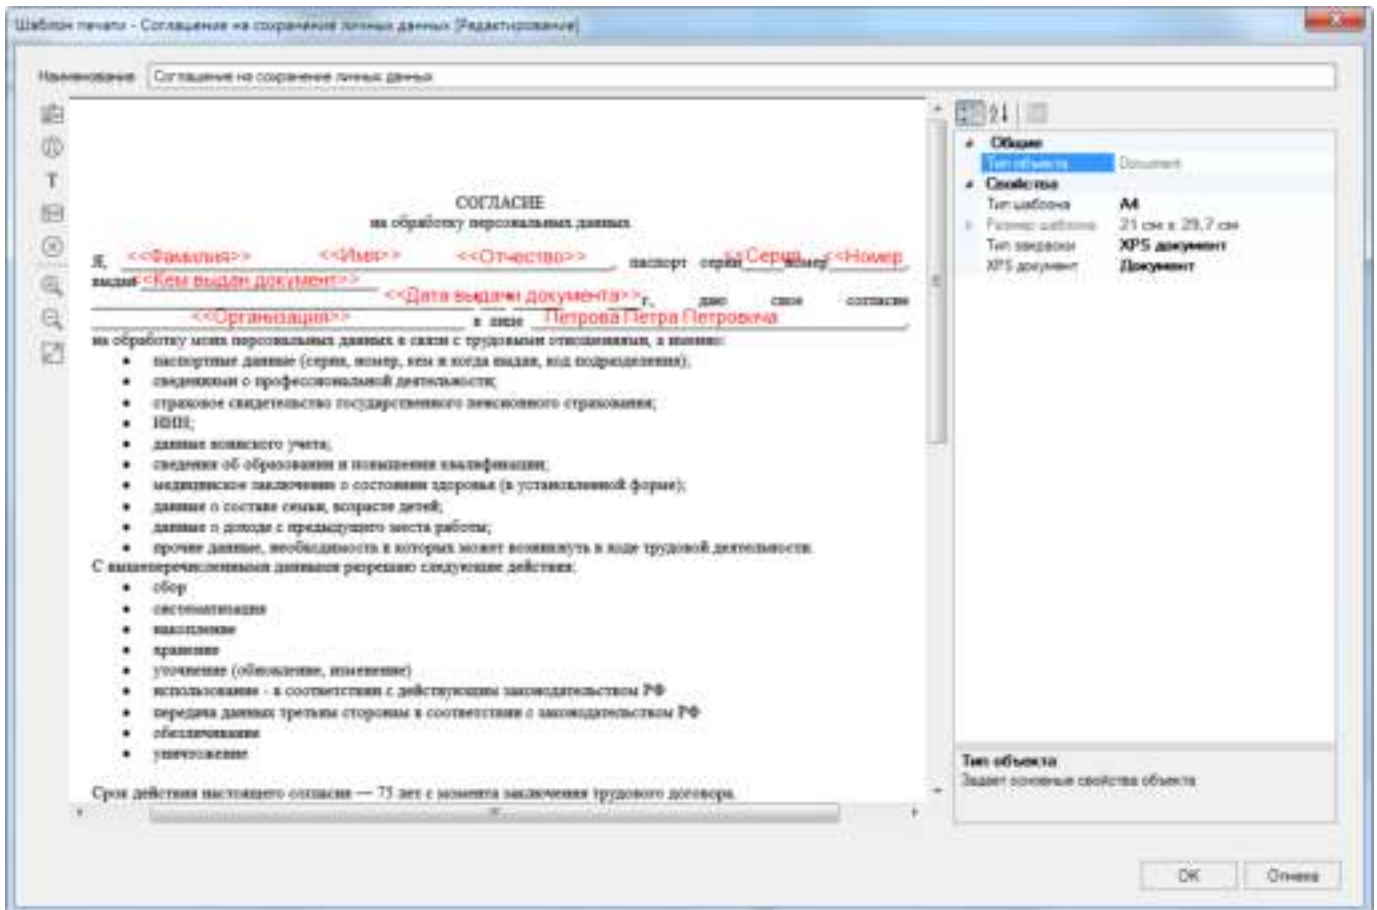 Шаблон печати - Соглашение на сохранение личных данных [Редактирование]
Наименование Соглашение на сохранение личных данных
СОГЛАСИЕ
на обработку персональных данных
Я, <<Фамилия>> <<Имя>> <<Отчество>>, паспорт серии <<Серия номер <<Номер
выдан <<Кем выдан документ>>
<<Дата выдачи документа>> г., даю свое согласие
<<Организация>> в лице Петрова Петра Петровича,
на обработку моих персональных данных в связи с трудовыми отношениями, а именно:
• паспортные данные (серия, номер, кем и когда выдан, код подразделения);
• сведениями о профессиональной деятельности;
• страховое свидетельство государственного пенсионного страхования;
• ИНН;
• данные воинского учета;
• сведения об образовании и повышении квалификации;
• медицинское заключение о состоянии здоровья (в установленной форме);
• данные о составе семьи, возрасте детей;
• данные о доходе с предыдущего места работы;
• прочие данные, необходимость в которых может возникнуть в ходе трудовой деятельности.
С вышеперечисленными данными разрешаю следующие действия:
• сбор
• систематизация
• накопление
• хранение
• уточнение (обновление, изменение)
• использование - в соответствии с действующим законодательством РФ
• передача данных третьим сторонам в соответствии с законодательством РФ
• обезличивание
• уничтожение
Срок действия настоящего согласия — 75 лет с момента заключения трудового договора.
Общие
Тип объекта Document
Свойства
Тип шаблона A4
Размер шаблона 21 см x 29,7 см
Тип закраски XPS документ
XPS документ Документ
Тип объекта
Задает основные свойства объекта
OK Отмена